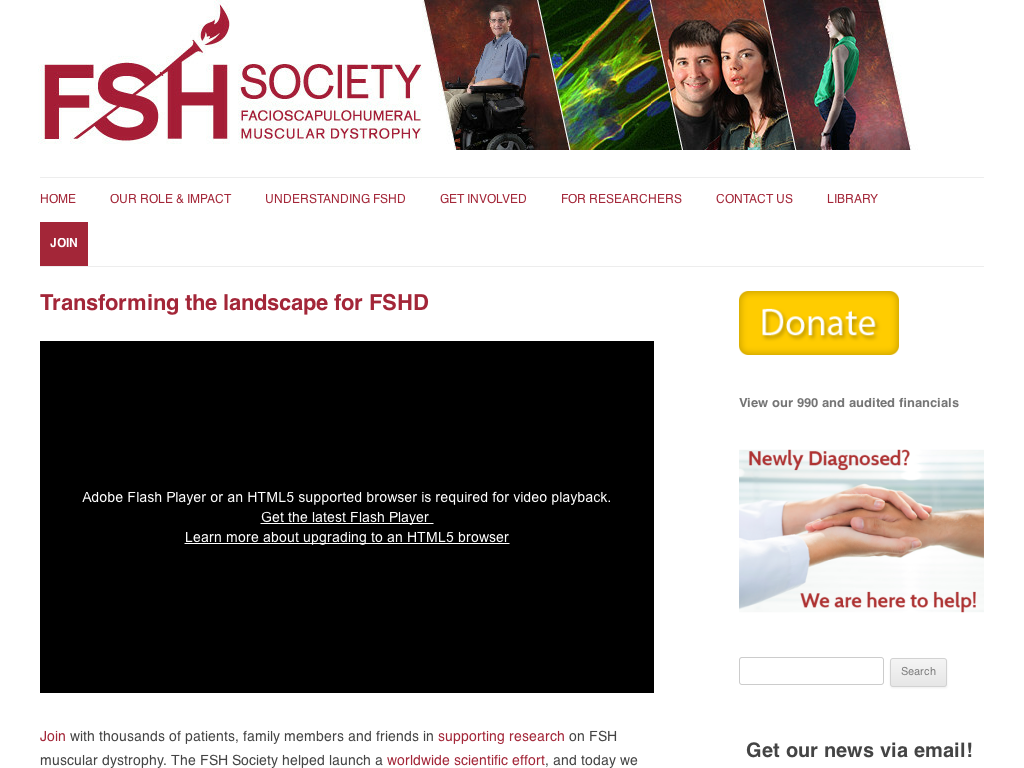 FSH SOCIETY
FACIOSCAPULOHUMERAL
MUSCULAR DYSTROPHY
HOME OUR ROLE & IMPACT UNDERSTANDING FSHD GET INVOLVED FOR RESEARCHERS CONTACT US LIBRARY
JOIN
Transforming the landscape for FSHD
Adobe Flash Player or an HTML5 supported browser is required for video playback.
Get the latest Flash Player
Learn more about upgrading to an HTML5 browser
Join with thousands of patients, family members and friends in supporting research on FSH
muscular dystrophy. The FSH Society helped launch a worldwide scientific effort, and today we
Donate
View our 990 and audited financials
Newly Diagnosed?
We are here to help!
Search
Get our news via email!